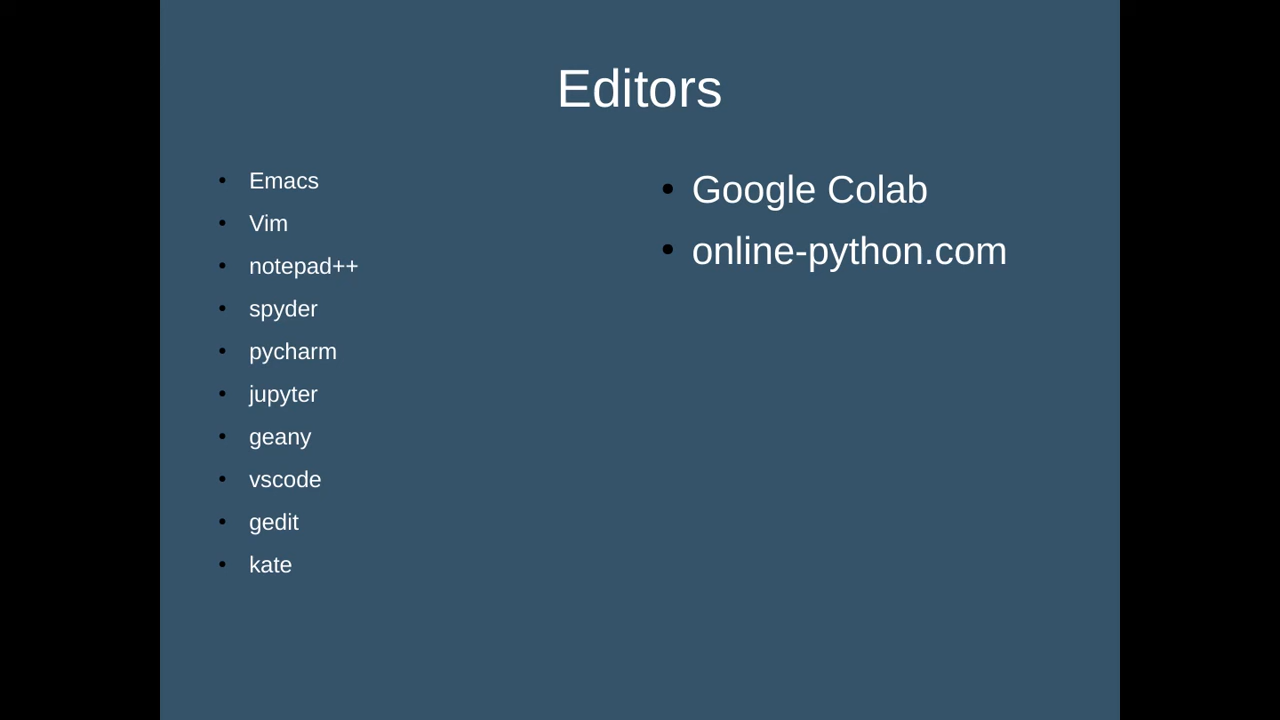 Editors
Emacs
Vim
notepad++
spyder
pycharm
jupyter
geany
vscode
gedit
kate
Google Colab
online-python.com